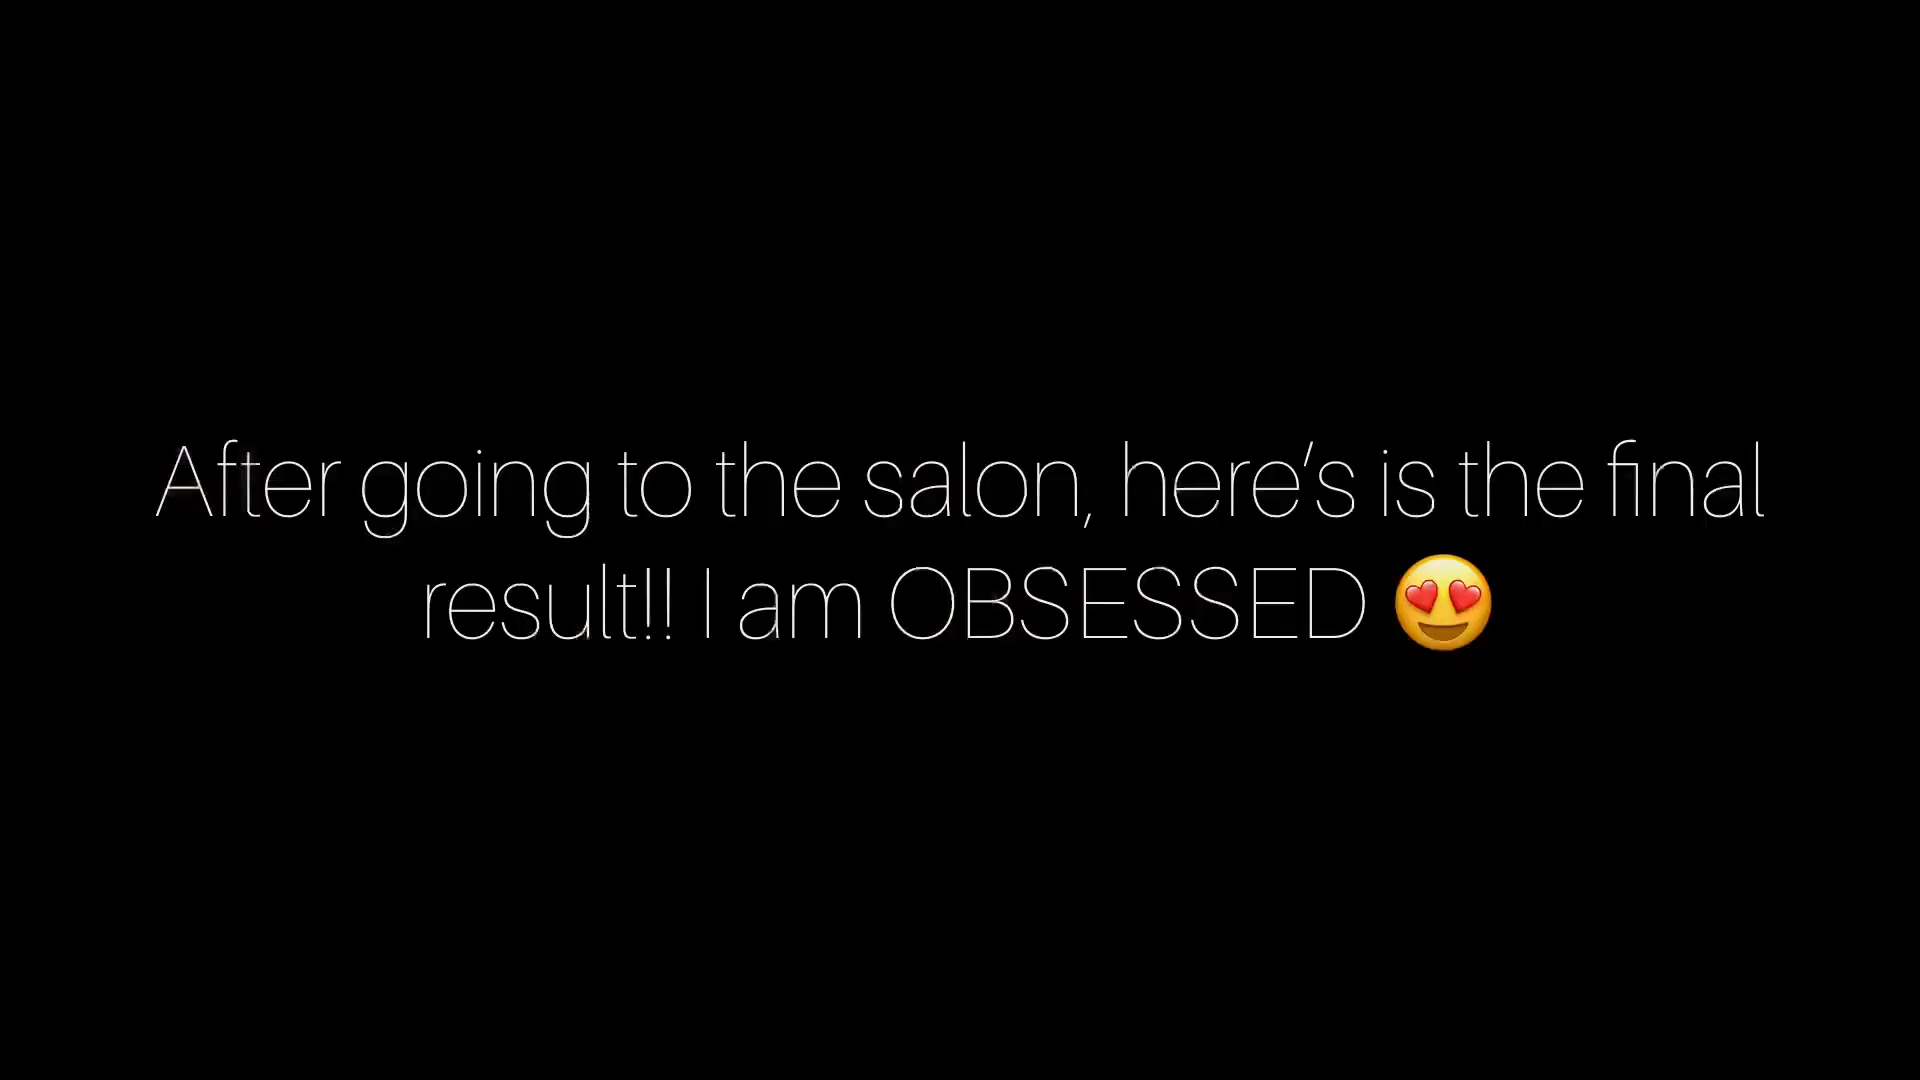 After going to the salon, here’s is the final
result!! I am OBSESSED 😍